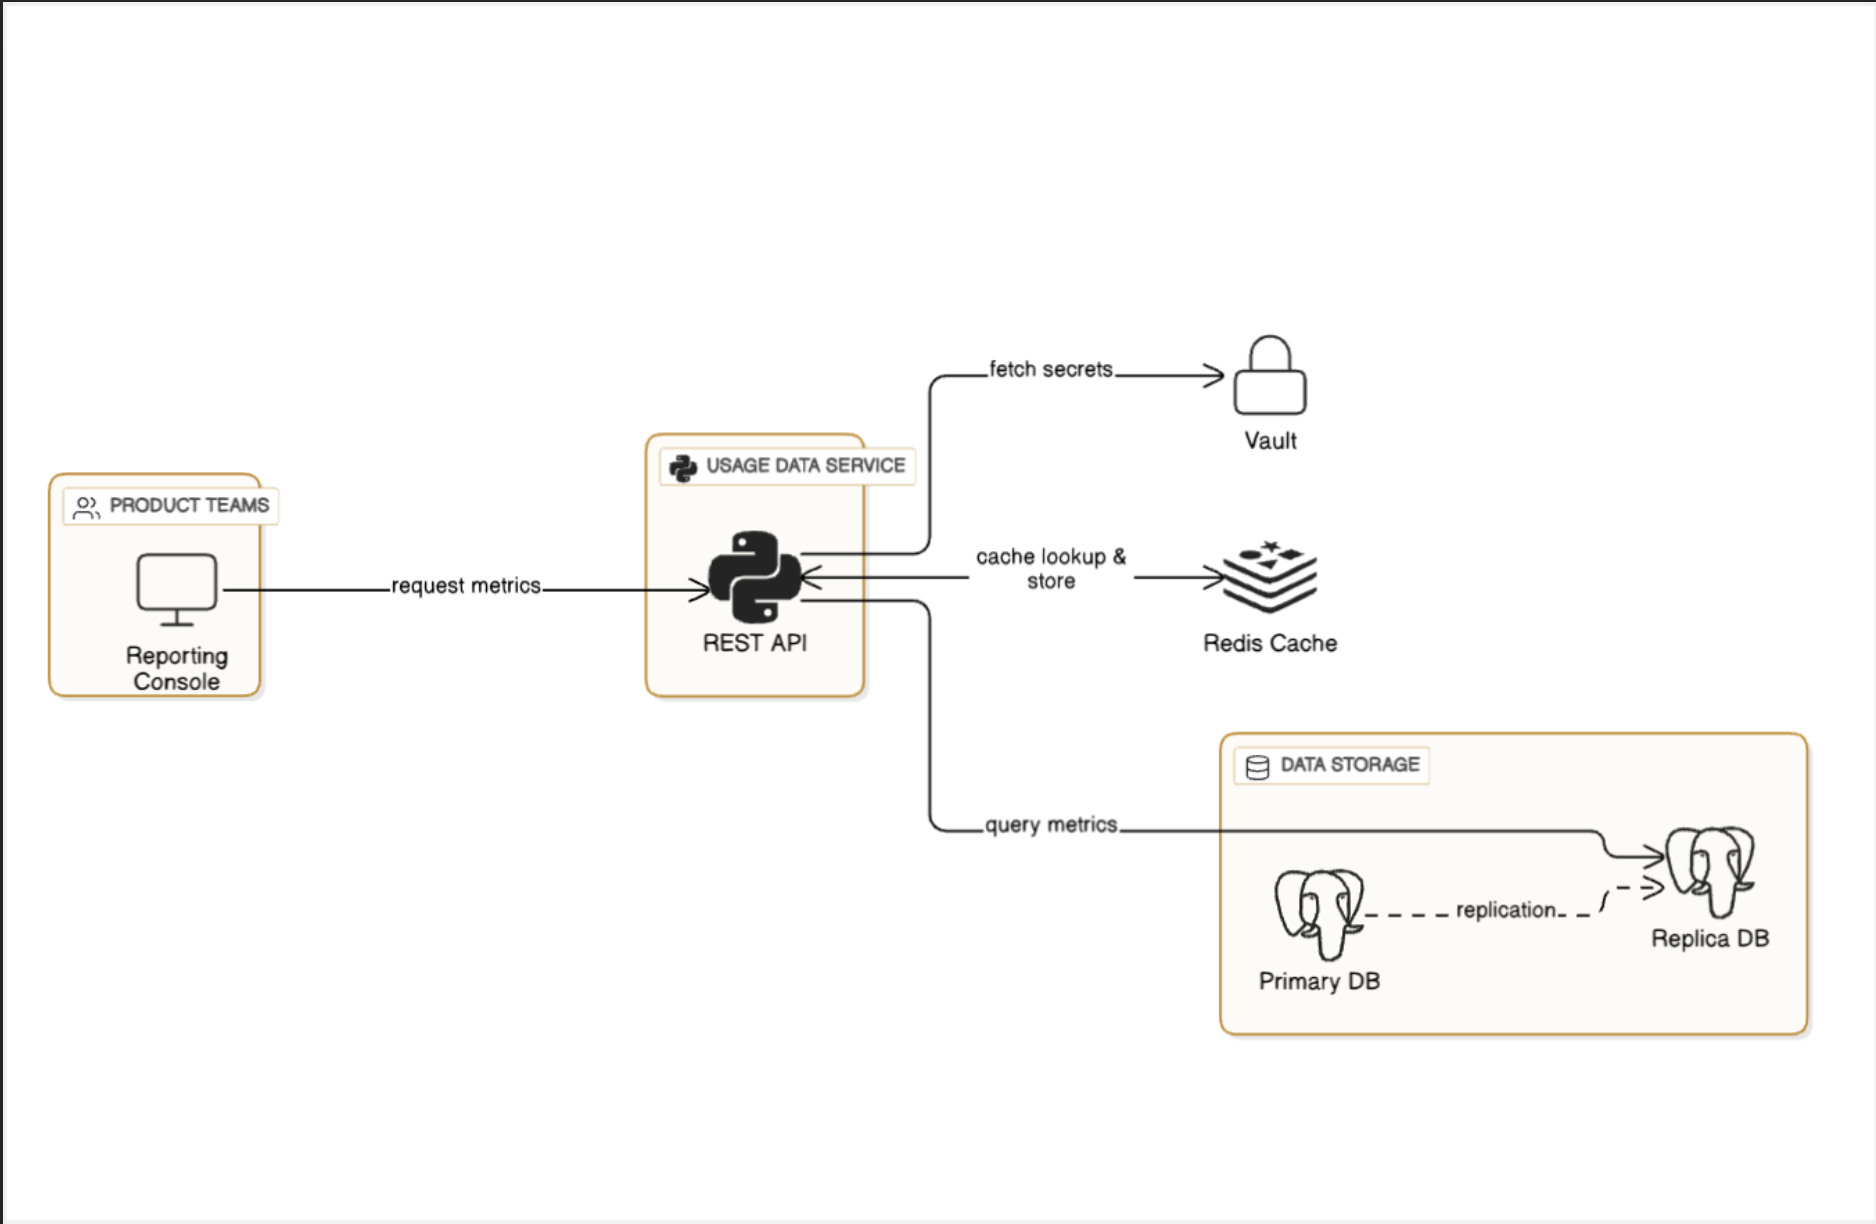 PRODUCT TEAMS
Reporting
Console
request metrics
USAGE DATA SERVICE
REST API
fetch secrets
Vault
cache lookup &
store
Redis Cache
query metrics
DATA STORAGE
Primary DB
replication
Replica DB